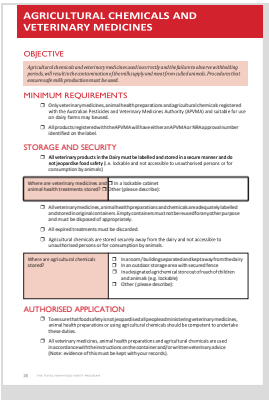 AGRICULTURAL CHEMICALS AND
VETERINARY MEDICINES
OBJECTIVE
Agricultural chemicals and veterinary medicines used incorrectly and the failure to observe withholding
periods, will result in the contamination of the milk supply and meat from culled animals. Procedures that
ensure safe milk production must be used.
MINIMUM REQUIREMENTS
❐ Only veterinary medicines, animal health preparations and agricultural chemicals registered
with the Australian Pesticides and Veterinary Medicines Authority (APVMA) and suitable for use
on dairy farms may be used.
❐ All products registered with the APVMA will have either an APVMA or NRA approval number
identified on the label.
STORAGE AND SECURITY
❐ All veterinary products in the Dairy must be labelled and stored in a secure manner and do
not jeopardise food safety (i.e. lockable and not accessible to unauthorised persons or for
consumption by animals)
Where are veterinary medicines and
animal health treatments stored?
❐ In a lockable cabinet
❐ Other (please describe):
❐ All veterinary medicines, animal health preparations and chemicals are adequately labelled
and stored in original containers. Empty containers must not be reused for any other purpose
and must be disposed of appropriately.
❐ All expired treatments must be discarded.
❐ Agricultural chemicals are stored securely away from the dairy and not accessible to
unauthorised persons or for consumption by animals.
Where are agricultural chemicals
stored?
❐ In a room/building separated and kept away from the dairy
❐ In an outdoor storage area with secured fence
❐ In a designated agrichemical store out of reach of children
and animals (e.g. lockable)
❐ Other (please describe):
AUTHORISED APPLICATION
❐ To ensure that food safety is not jeopardised all people administering veterinary medicines,
animal health preparations or using agricultural chemicals should be competent to undertake
these duties.
❐ All veterinary medicines, animal health preparations and agricultural chemicals are used
in accordance with the instructions on the container and/or written veterinary advice
(Note: evidence of this must be kept with your records).